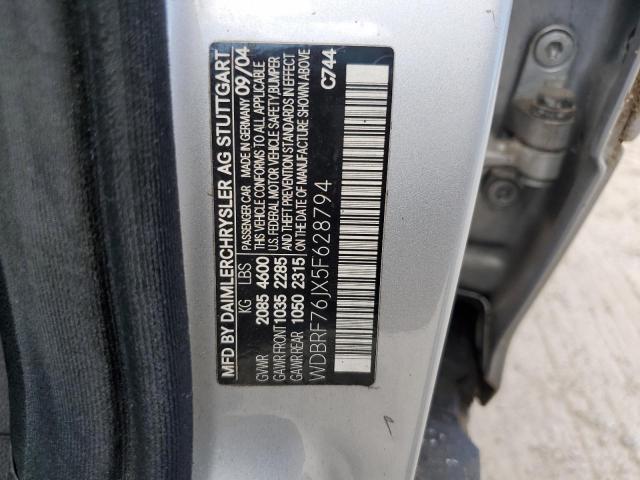 MFD BY DAIMLERCHRYSLER AG STUTTGART
PASSENGER CAR MADE IN GERMANY 09/04
KG LBS
GVWR 2085 4600
GAWR FRONT 1035 2285
GAWR REAR 1050 2315
THIS VEHICLE CONFORMS TO ALL APPLICABLE
U.S. FEDERAL MOTOR VEHICLE SAFETY/BUMPER
AND THEFT PREVENTION STANDARDS IN EFFECT
ON THE DATE OF MANUFACTURE SHOWN ABOVE
WDBRF76JX5F628794
C744